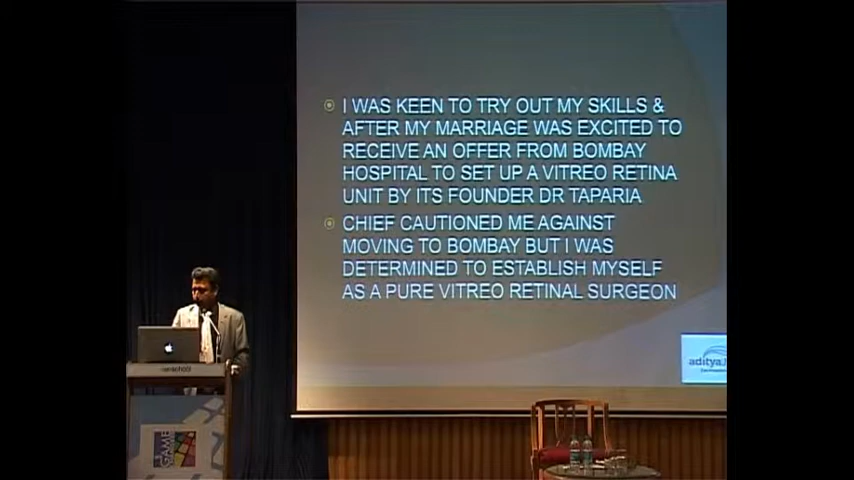 I WAS KEEN TO TRY OUT MY SKILLS &
AFTER MY MARRIAGE WAS EXCITED TO
RECEIVE AN OFFER FROM BOMBAY
HOSPITAL TO SET UP A VITREO RETINA
UNIT BY ITS FOUNDER DR TAPARIA
CHIEF CAUTIONED ME AGAINST
MOVING TO BOMBAY BUT I WAS
DETERMINED TO ESTABLISH MYSELF
AS A PURE VITREO RETINAL SURGEON
aditya
GAME